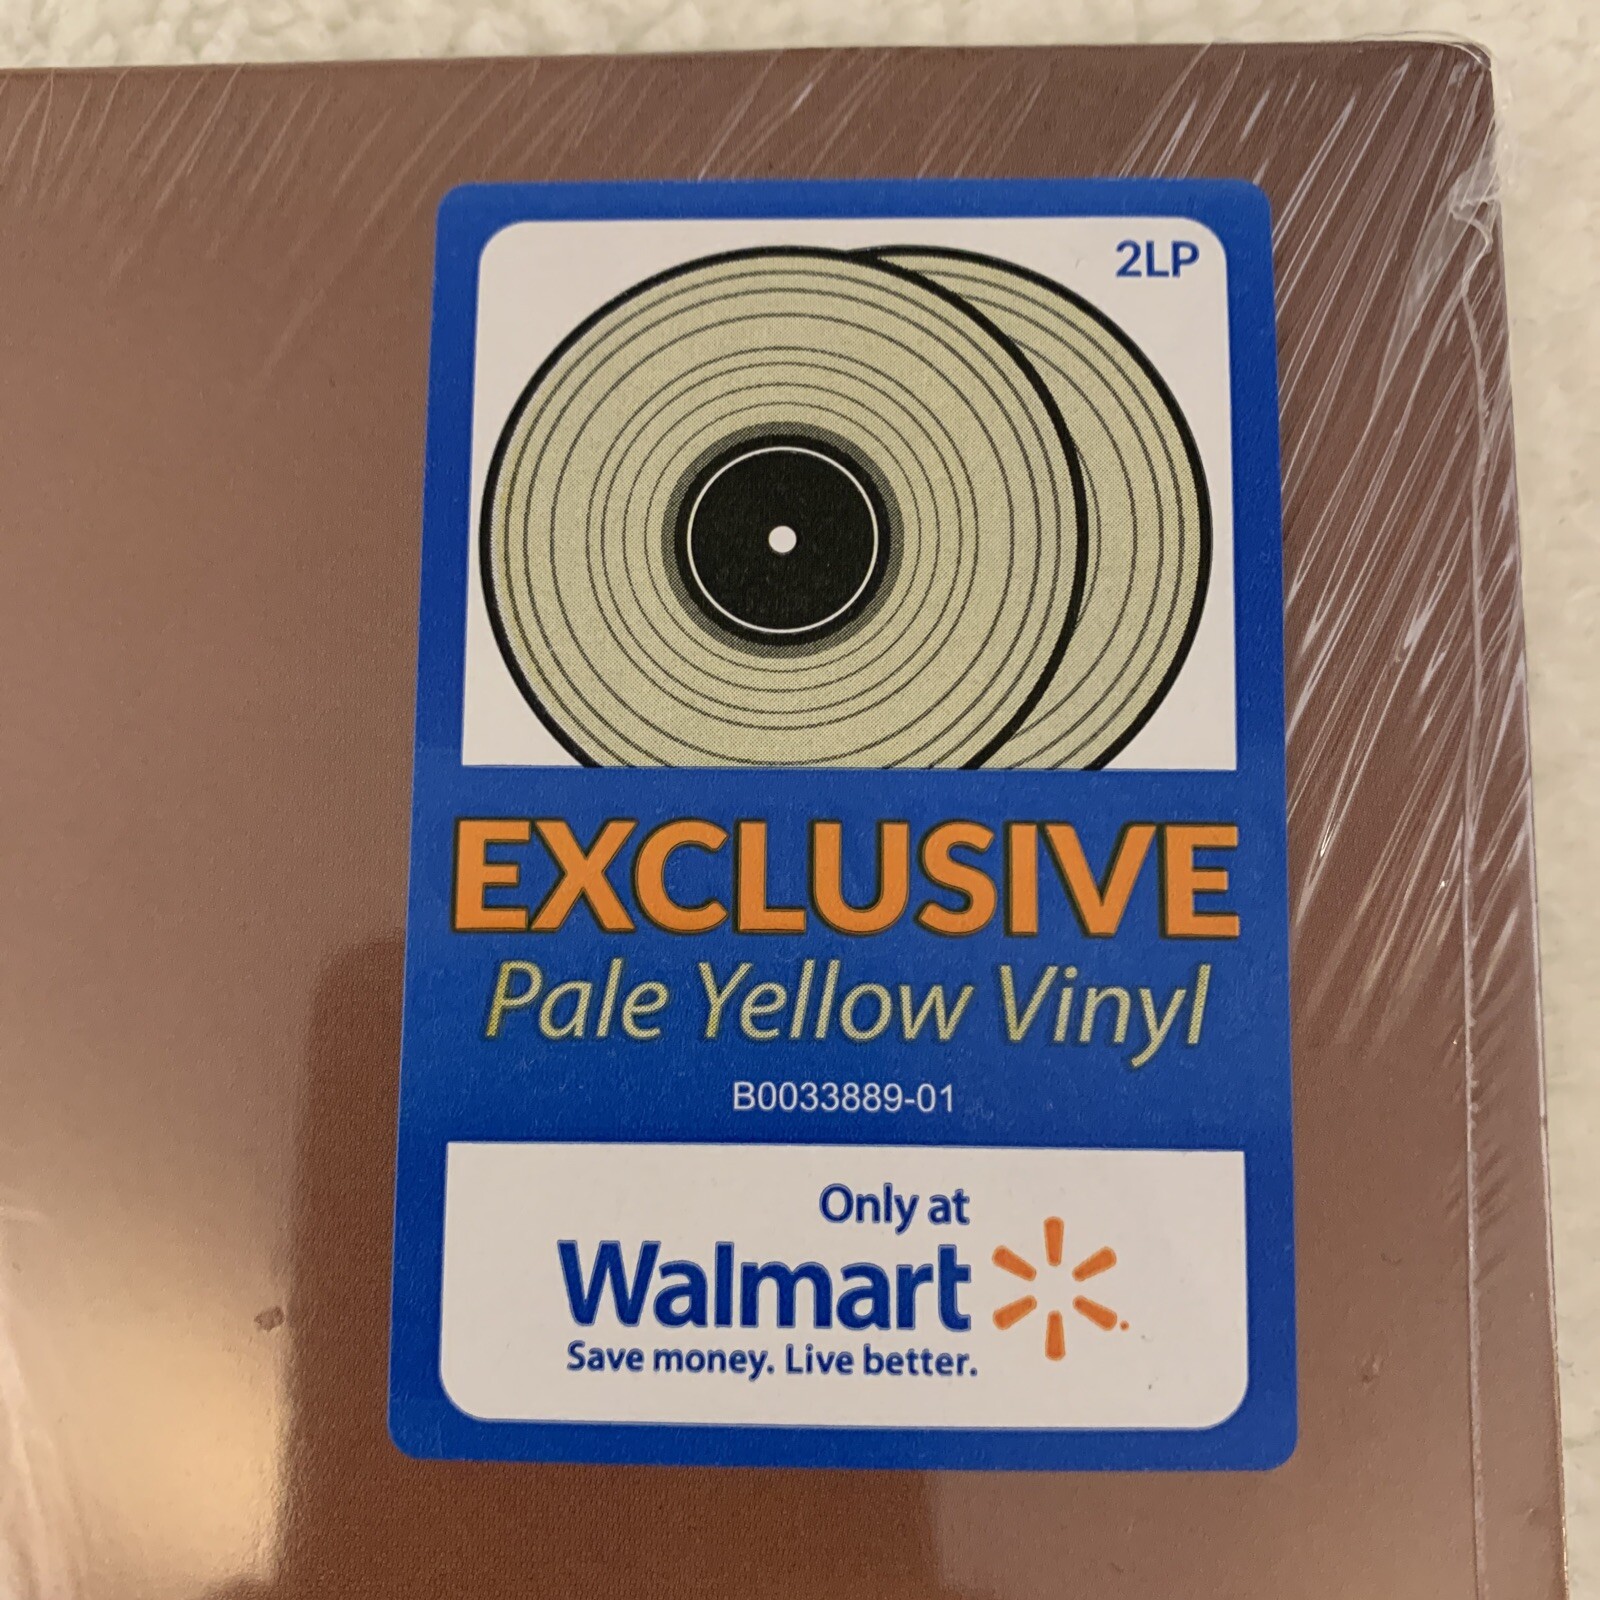 2LP
EXCLUSIVE
Pale Yellow Vinyl
B0033889-01
Only at
Walmart
Save money. Live better.